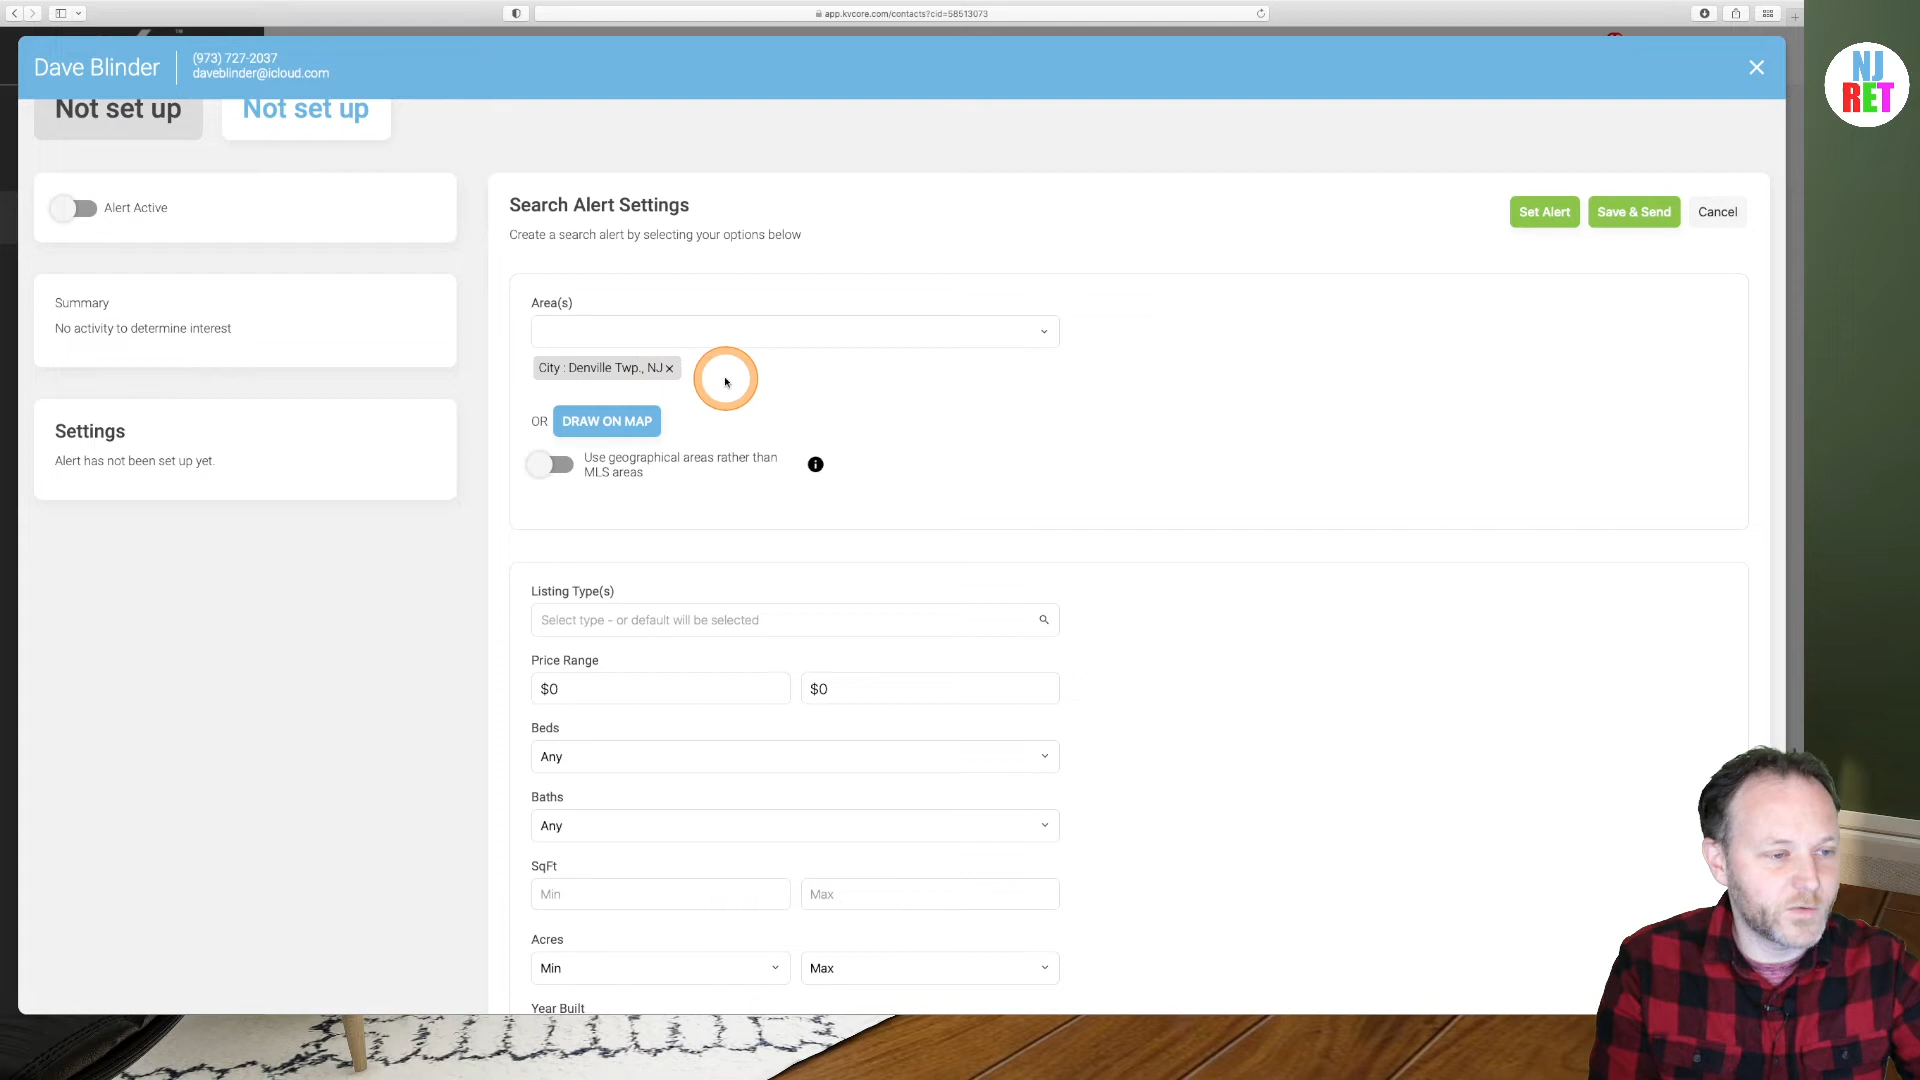 app.kvcore.com/contacts?cid=58513073
Dave Blinder
(973) 727-2037
daveblinder@icloud.com
NJ
RET
Not set up
Not set up
Alert Active
Summary
No activity to determine interest
Settings
Alert has not been set up yet.
Search Alert Settings
Create a search alert by selecting your options below
Set Alert
Save & Send
Cancel
Area(s)
City : Denville Twp., NJ ×
OR DRAW ON MAP
Use geographical areas rather than
MLS areas
Listing Type(s)
Select type - or default will be selected
Price Range
$0
$0
Beds
Any
Baths
Any
SqFt
Min
Max
Acres
Min
Max
Year Built